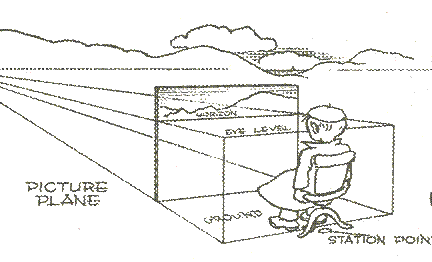 HORIZON
EYE LEVEL
PICTURE
PLANE
GROUND
STATION POINT